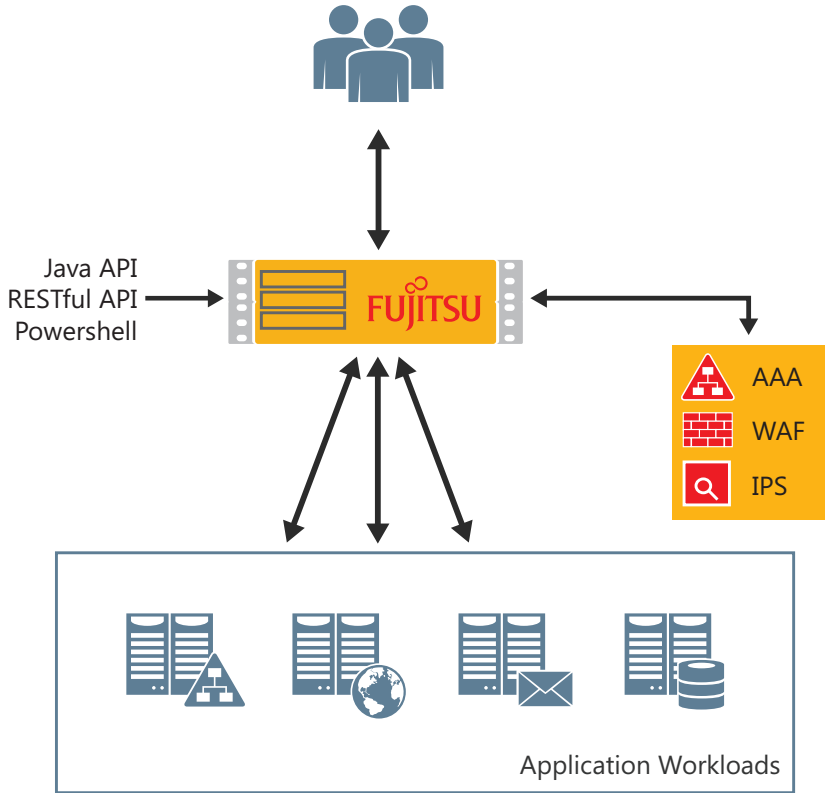 Java API
RESTful API
Powershell
FUJITSU
AAA
WAF
IPS
Application Workloads